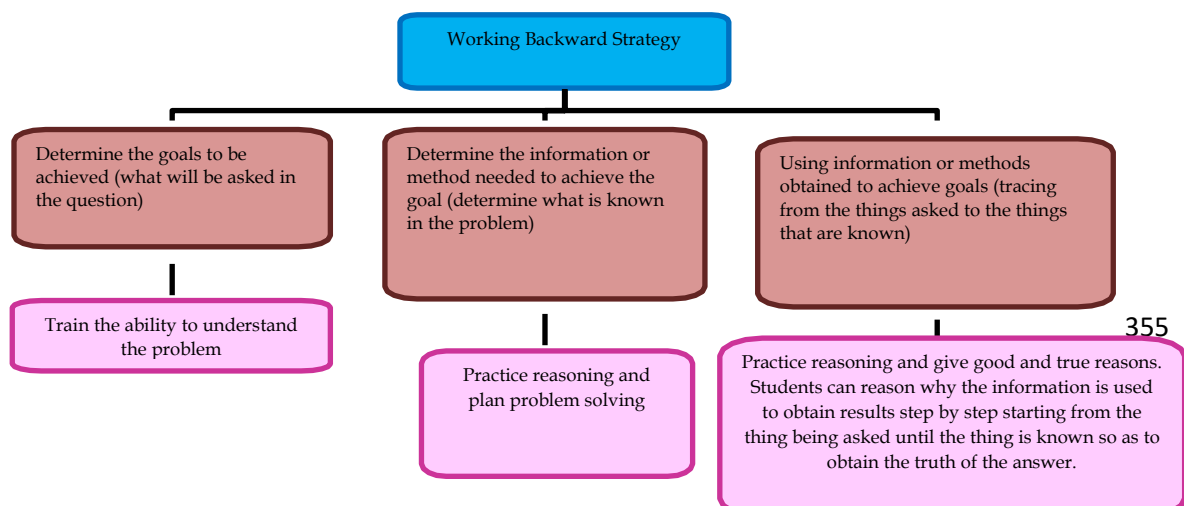 Working Backward Strategy
Determine the goals to be
achieved (what will be asked in
the question)
Determine the information or
method needed to achieve the
goal (determine what is known
in the problem)
Using information or methods
obtained to achieve goals (tracing
from the things asked to the things
that are known)
Train the ability to understand
the problem
Practice reasoning and
plan problem solving
355
Practice reasoning and give good and true reasons.
Students can reason why the information is used
to obtain results step by step starting from the
thing being asked until the thing is known so as to
obtain the truth of the answer.